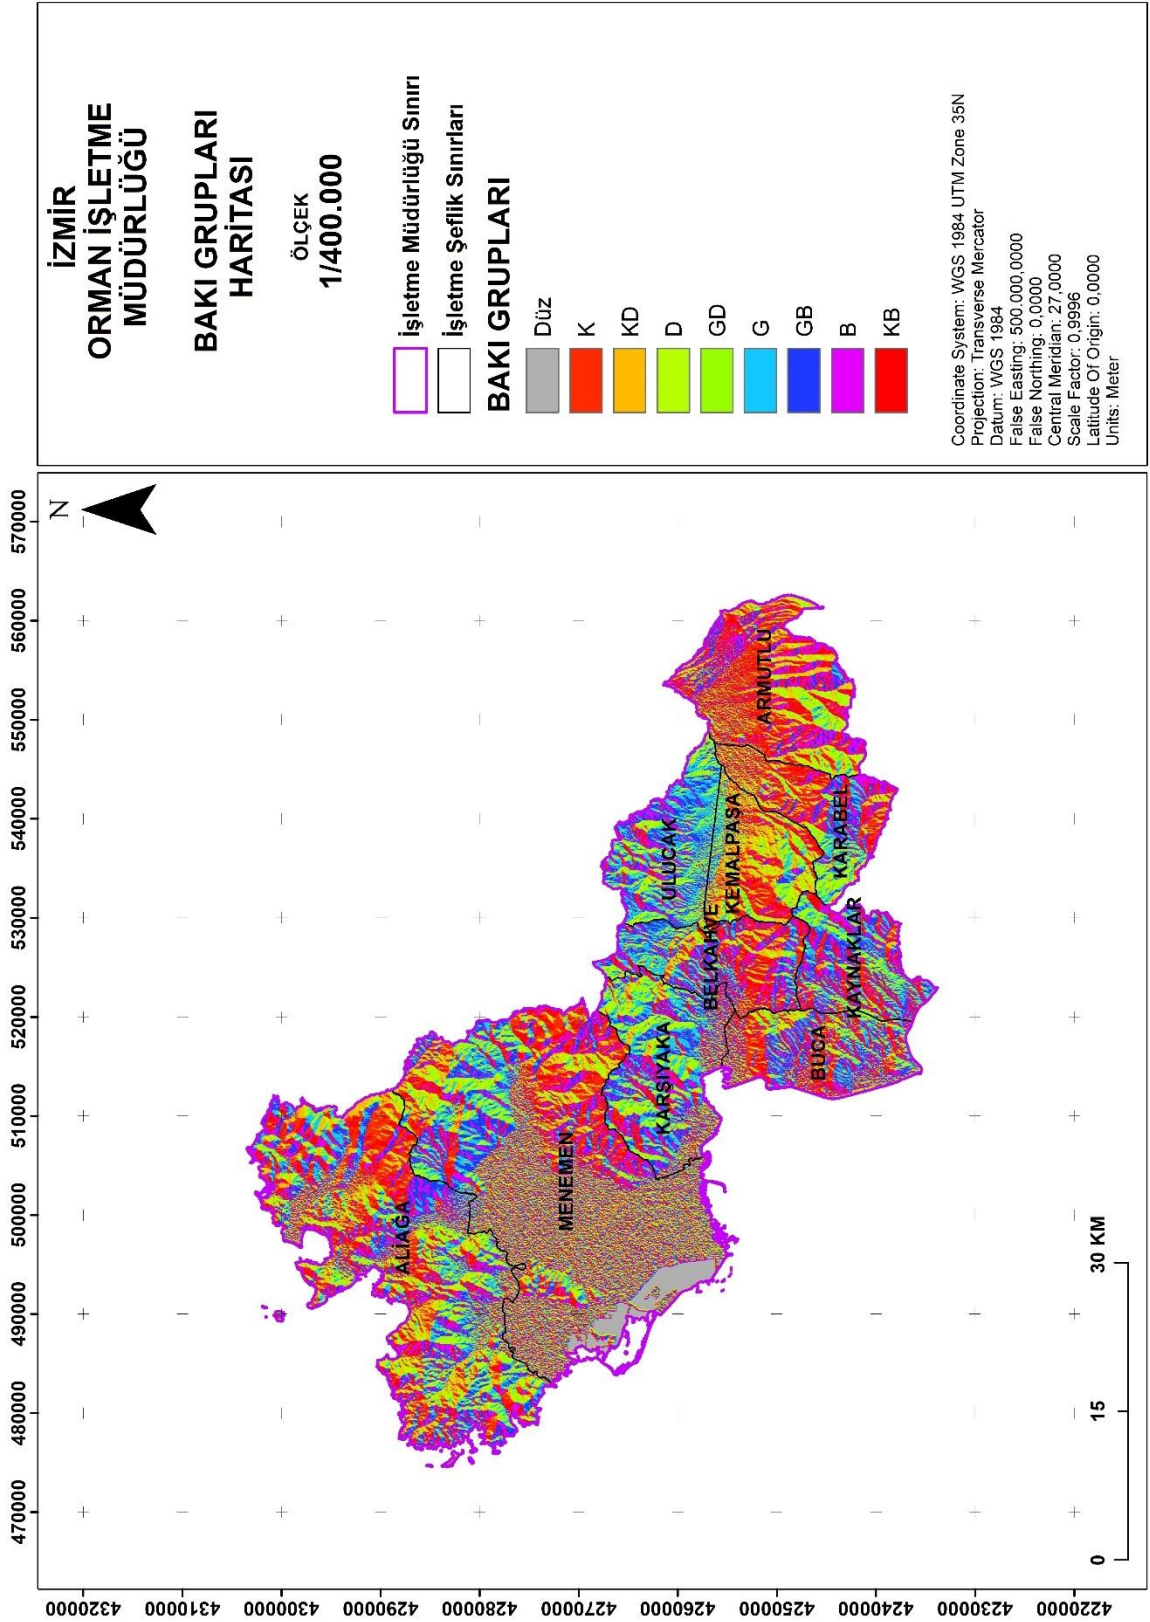 İZMİR
ORMAN İŞLETME
MÜDÜRLÜĞÜ
BAKI GRUPLARI
HARİTASI
ÖLÇEK
1/400.000
İşletme Müdürlüğü Sınırı
İşletme Şeflik Sınırları
BAKI GRUPLARI
Düz
K
KD
D
GD
G
GB
B
KB
Coordinate System: WGS 1984 UTM Zone 35N
Projection: Transverse Mercator
Datum: WGS 1984
False Easting: 500.000,0000
False Northing: 0,0000
Central Meridian: 27,0000
Scale Factor: 0,9996
Latitude Of Origin: 0,0000
Units: Meter
470000 480000 490000 500000 510000 520000 530000 540000 550000 560000 570000
N
4320000
4310000
4300000
4290000
4280000
4270000
4260000
4250000
4240000
4230000
4220000
ALİAĞA
MENEMEN
KARŞIYAKA
ULUCAK
BELKAHVE
KEMALPAŞA
ARMUTLU
BUCA
KAYNAKLAR
KARABEL
0 15 30 KM